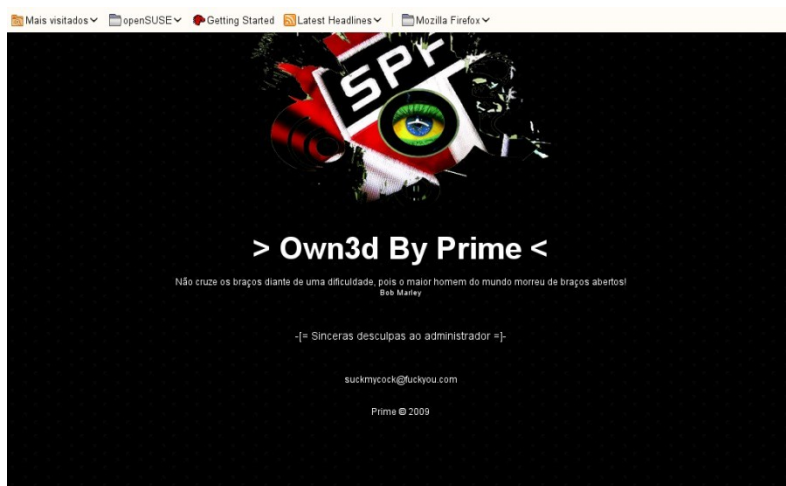 Mais visitados openSUSE Getting Started Latest Headlines Mozilla Firefox
SPF
> Own3d By Prime <
Não cruze os braços diante de uma dificuldade, pois o maior homem do mundo morreu de braços abertos!
Bob Marley
-[= Sinceras desculpas ao administrador =]-
suckmycock@fuckyou.com
Prime © 2009